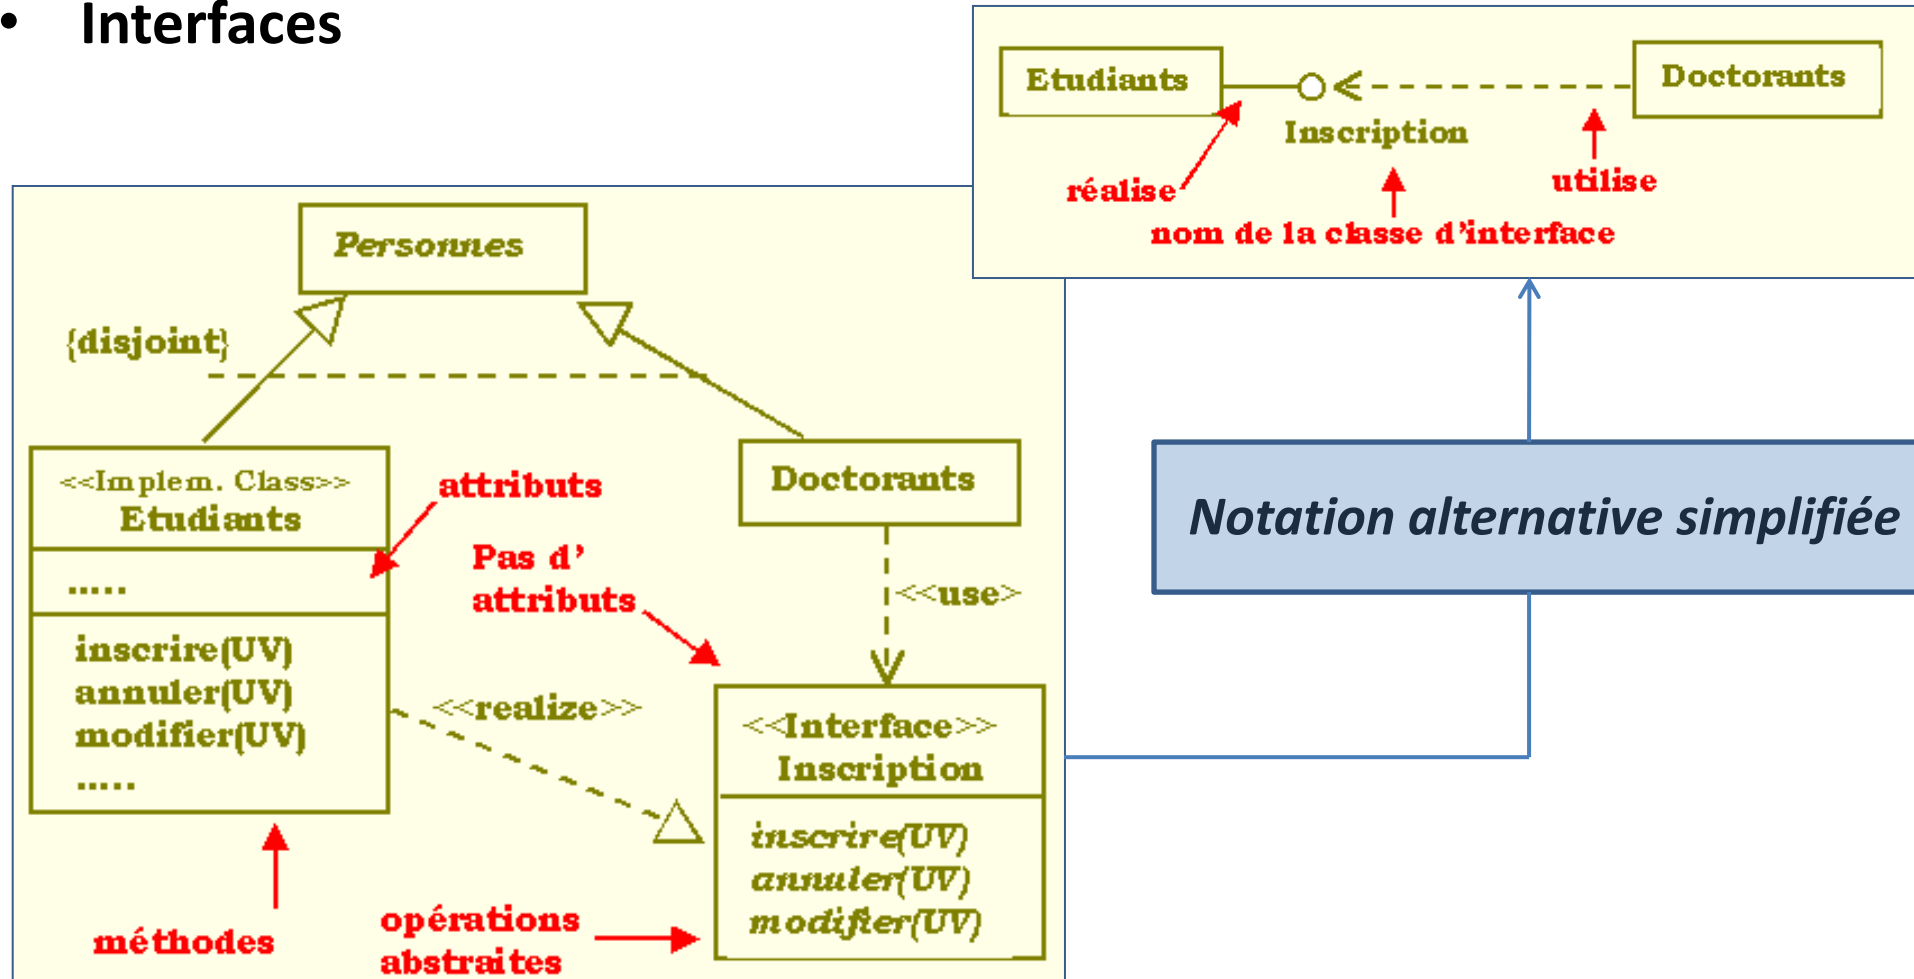 • Interfaces
Etudiants
Doctorants
Inscription
réalise
utilise
nom de la classe d'interface
Personnes
{disjoint}
<<Implem. Class>>
Etudiants
.....
inscrire(UV)
annuler(UV)
modifier(UV)
.....
attributs
Doctorants
Pas d'
attributs
<<use>
<<realize>>
<<Interface>>
Inscription
inscrire(UV)
annuler(UV)
modifier(UV)
méthodes
opérations
abstraites
Notation alternative simplifiée